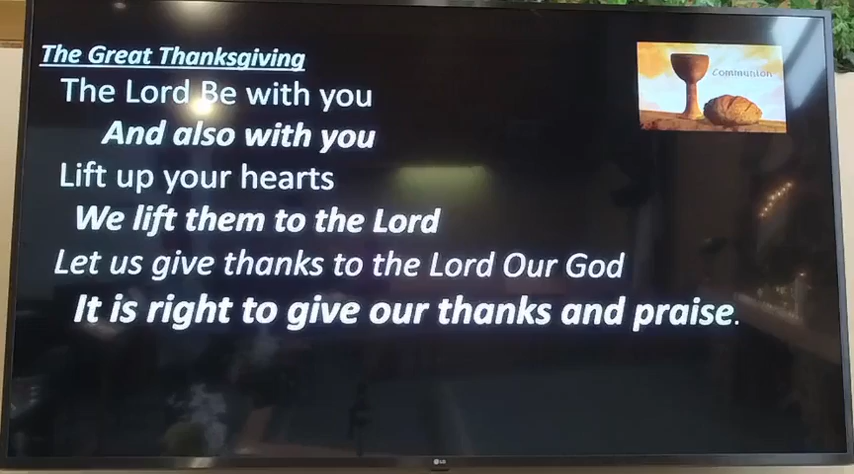 The Great Thanksgiving
The Lord Be with you
And also with you
Lift up your hearts
We lift them to the Lord
Let us give thanks to the Lord Our God
It is right to give our thanks and praise.
Communion
LG